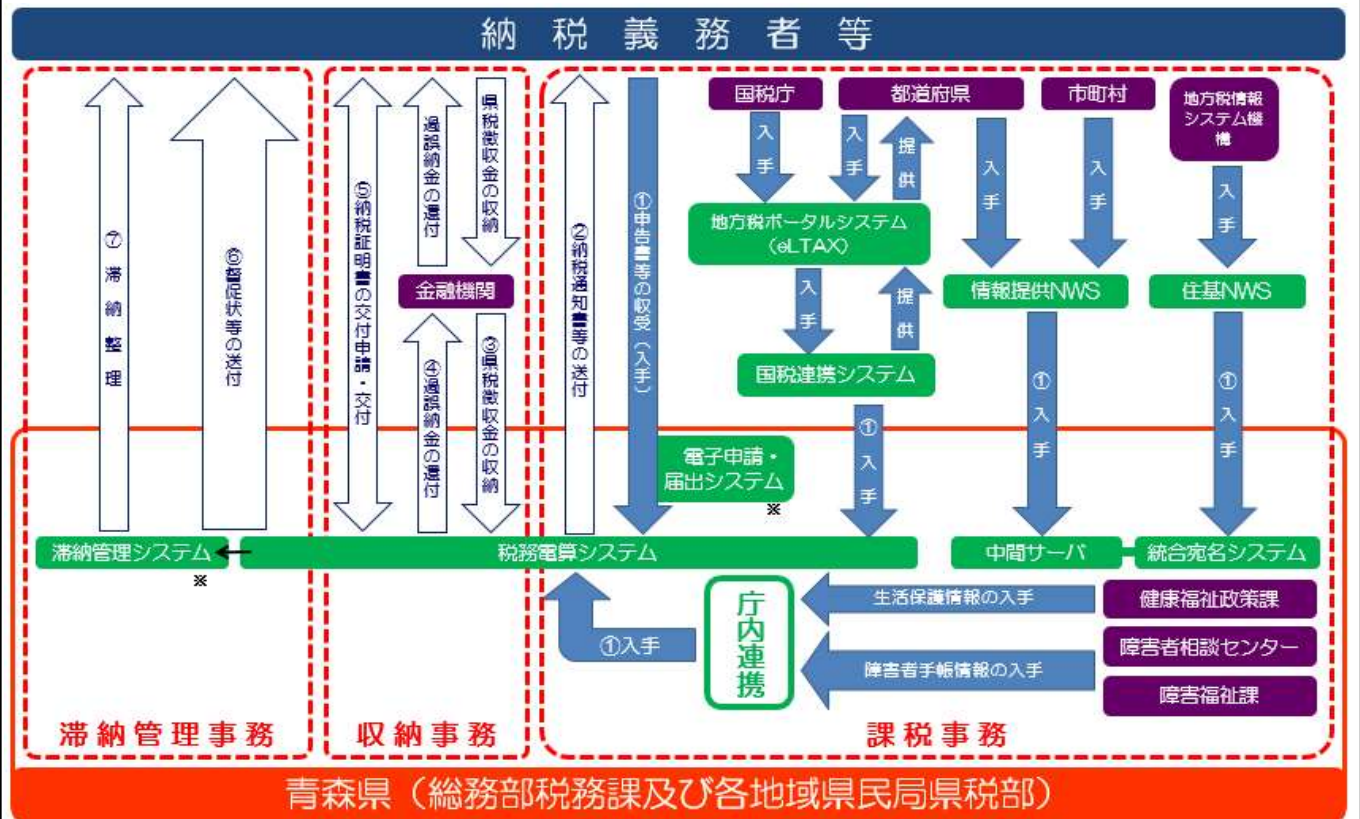 納税義務者等
⑦滞納整理
⑥督促状等の送付
⑤納税証明書の交付申請・交付
過誤納金の還付
県税徴収金の収納
金融機関
④過誤納金の還付
③県税徴収金の収納
②納税通知書等の送付
①申告書等の収受（入手）
国税庁
都道府県
市町村
地方税情報
システム機
構
入手
入手
提供
入手
入手
入手
地方税ポータルシステム
（eLTAX）
情報提供NWS
住基NWS
入手
提供
国税連携システム
①入手
①入手
①入手
電子申請・
届出システム
※
滞納管理システム
※
税務電算システム
中間サーバ
統合宛名システム
①入手
庁内連携
生活保護情報の入手
健康福祉政策課
障害者手帳情報の入手
障害者相談センター
障害福祉課
滞納管理事務
収納事務
課税事務
青森県（総務部税務課及び各地域県民局県税部）